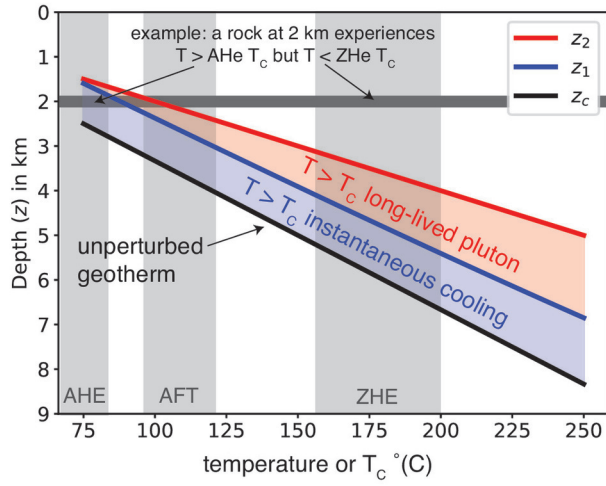 0
1
2
3
4
5
6
7
8
9
Depth (z) in km
example: a rock at 2 km experiences
T > AHe T_C but T < ZHe T_C
z₂
z₁
z_c
T > T_C long-lived pluton
T > T_C instantaneous cooling
unperturbed
geotherm
AHE
AFT
ZHE
75
100
125
150
175
200
225
250
temperature or T_C °(C)